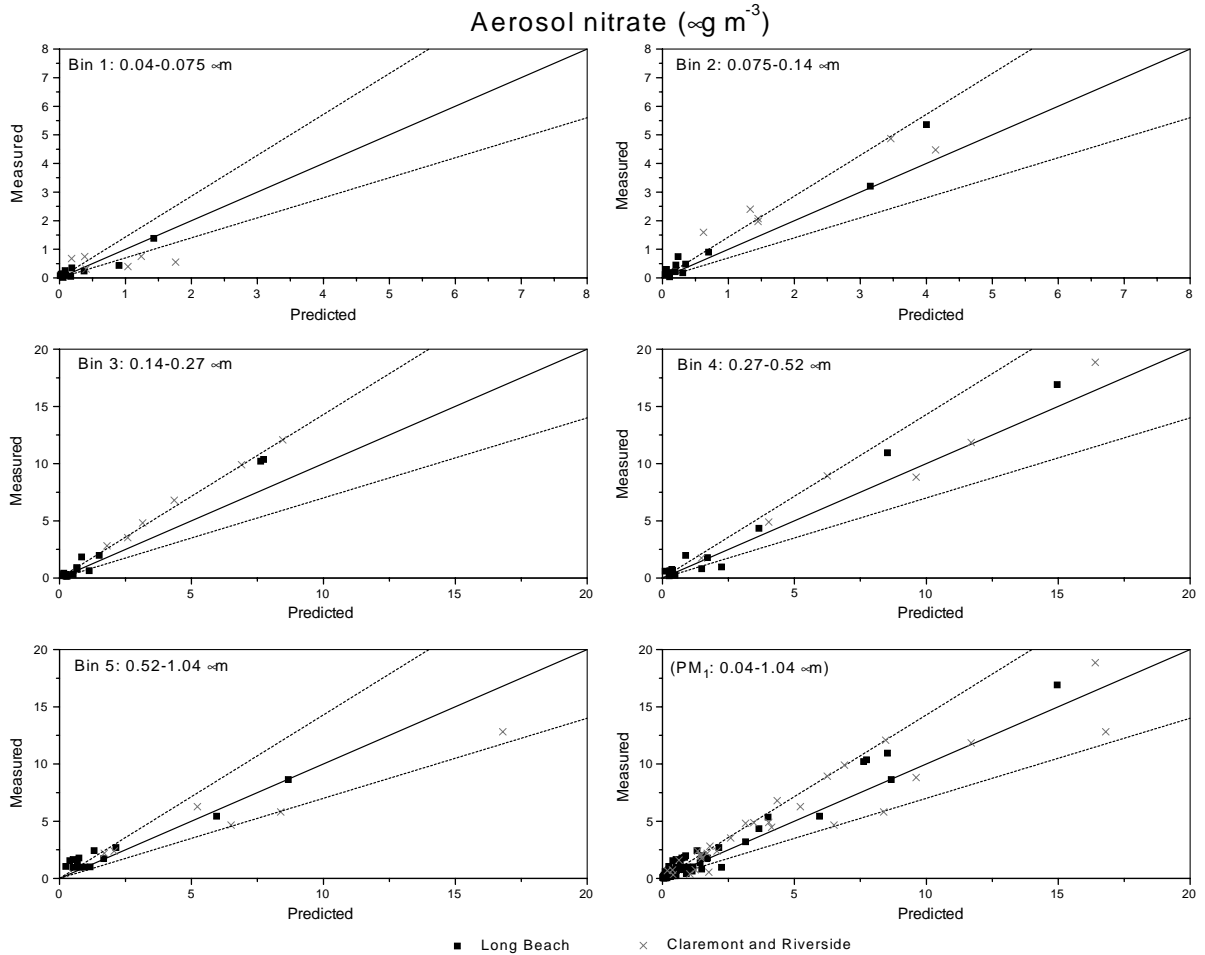 Aerosol nitrate (∝g m-3)
Bin 1: 0.04-0.075 ∝m
Measured
8
7
6
5
4
3
2
1
0
0 1 2 3 4 5 6 7 8
Predicted
Bin 2: 0.075-0.14 ∝m
Measured
8
7
6
5
4
3
2
1
0
0 1 2 3 4 5 6 7 8
Predicted
Bin 3: 0.14-0.27 ∝m
Measured
20
15
10
5
0
0 5 10 15 20
Predicted
Bin 4: 0.27-0.52 ∝m
Measured
20
15
10
5
0
0 5 10 15 20
Predicted
Bin 5: 0.52-1.04 ∝m
Measured
20
15
10
5
0
0 5 10 15 20
Predicted
(PM1: 0.04-1.04 ∝m)
Measured
20
15
10
5
0
0 5 10 15 20
Predicted
Long Beach
Claremont and Riverside